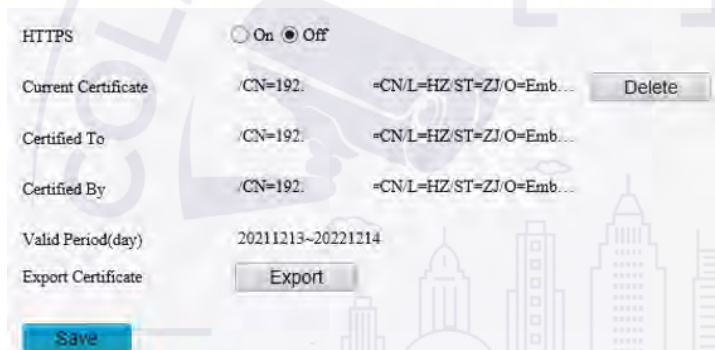 HTTPS On Off
Current Certificate /CN=192. =CN/L=HZ/ST=ZJ/O=Emb... Delete
Certified To /CN=192. =CN/L=HZ/ST=ZJ/O=Emb...
Certified By /CN=192. =CN/L=HZ/ST=ZJ/O=Emb...
Valid Period(day) 20211213~20221214
Export Certificate Export
Save